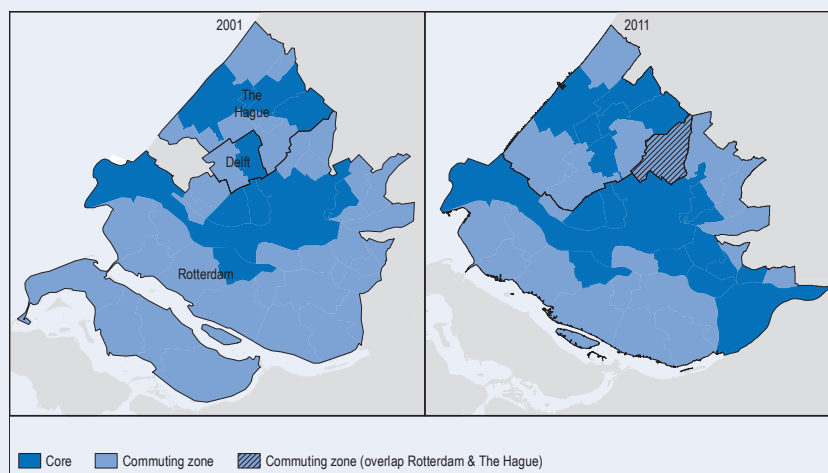 2001
2011
The
Hague
Delft
Rotterdam
Core
Commuting zone
Commuting zone (overlap Rotterdam & The Hague)